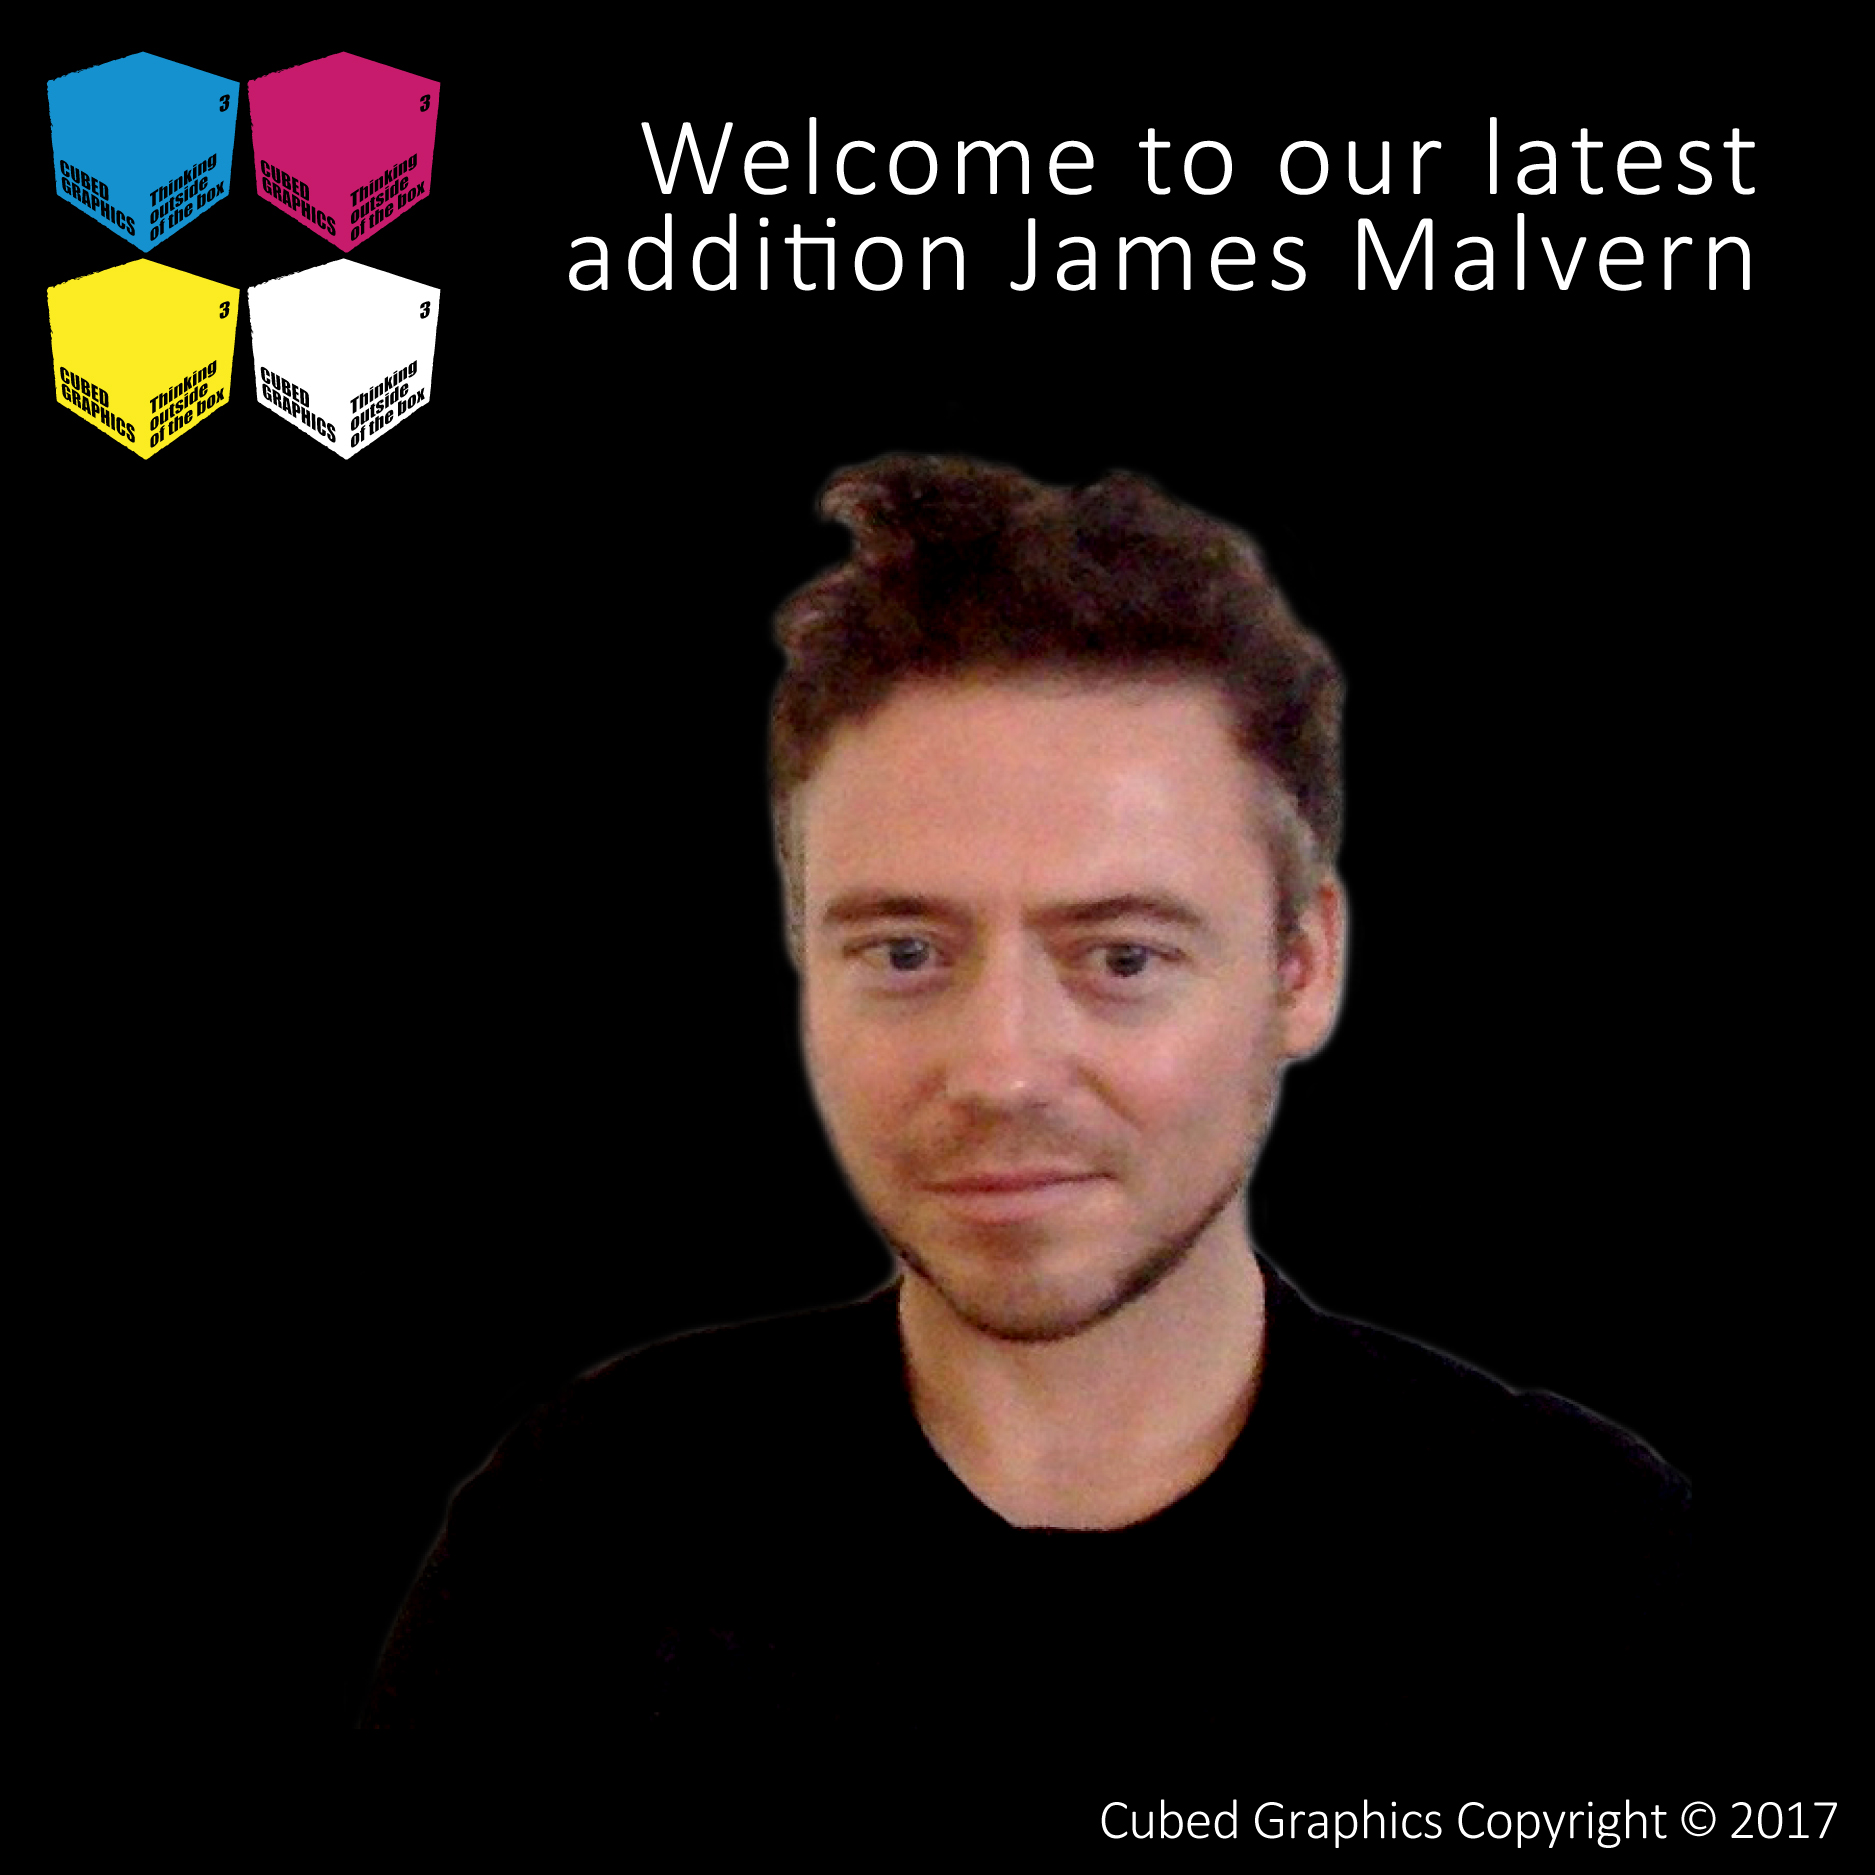 3
CUBED
GRAPHICS
Thinking
outside
of the box
3
CUBED
GRAPHICS
Thinking
outside
of the box
3
CUBED
GRAPHICS
Thinking
outside
of the box
3
CUBED
GRAPHICS
Thinking
outside
of the box
Welcome to our latest
addition James Malvern
Cubed Graphics Copyright © 2017